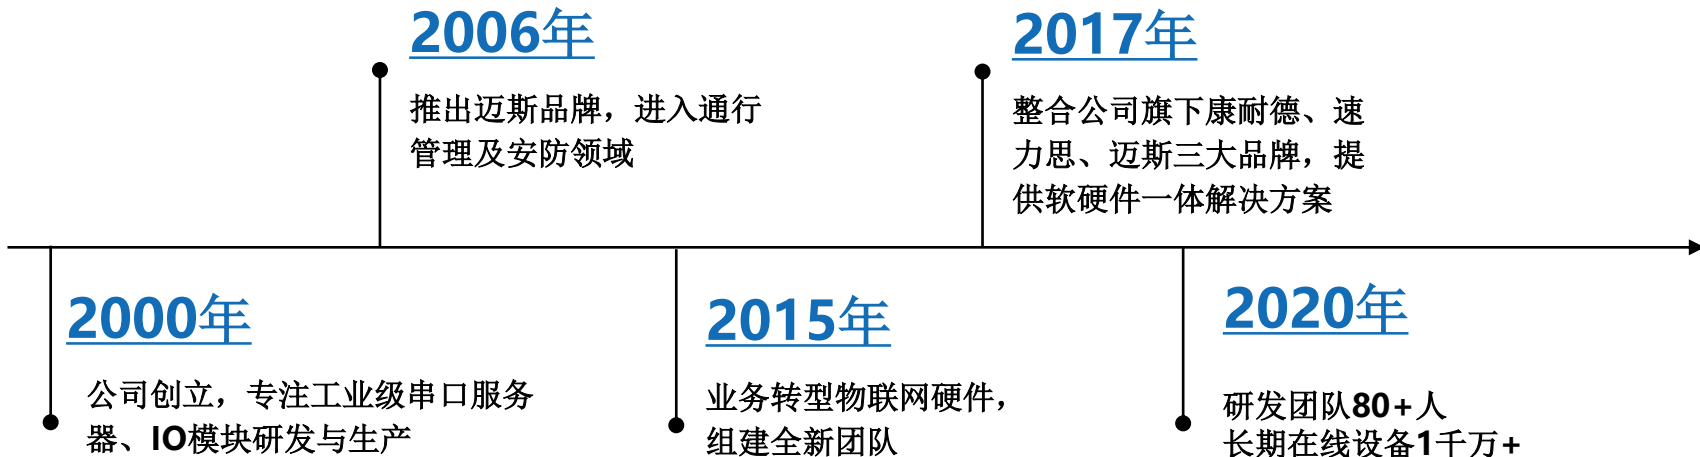 2006年
推出迈斯品牌，进入通行
管理及安防领域
2017年
整合公司旗下康耐德、速
力思、迈斯三大品牌，提
供软硬件一体解决方案
2000年
公司创立，专注工业级串口服务
器、IO模块研发与生产
2015年
业务转型物联网硬件，
组建全新团队
2020年
研发团队80+人
长期在线设备1千万+